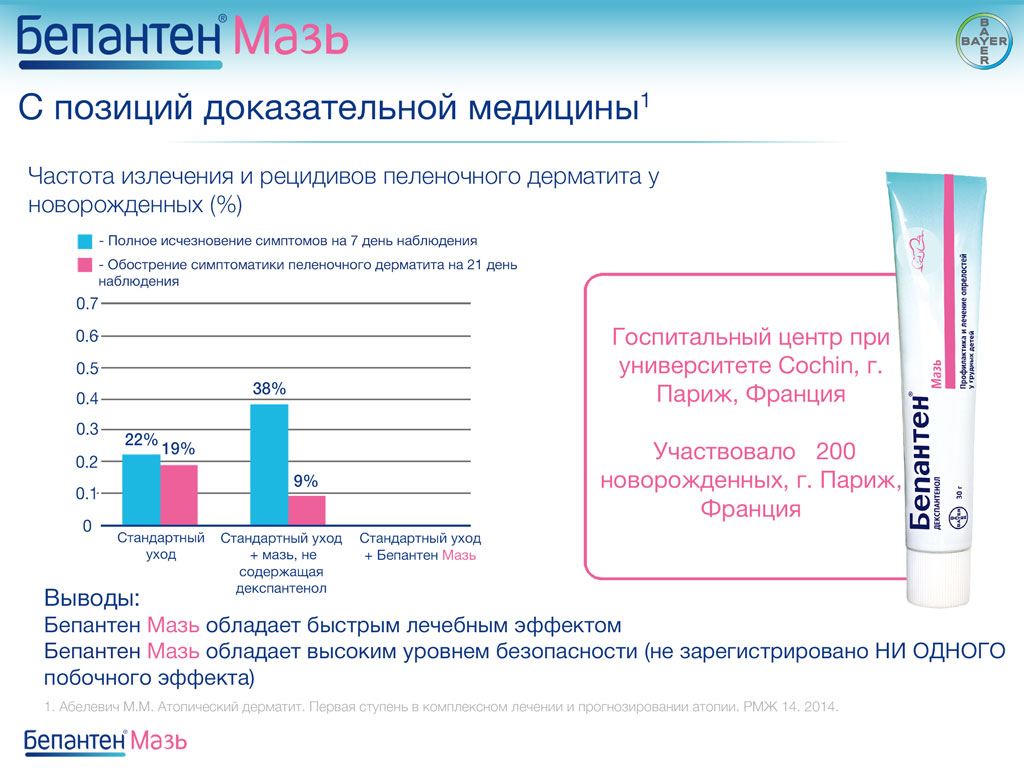 Бепантен® Мазь
BAYER
BAYER
С позиций доказательной медицины¹
Частота излечения и рецидивов пеленочного дерматита у
новорожденных (%)
- Полное исчезновение симптомов на 7 день наблюдения
- Обострение симптоматики пеленочного дерматита на 21 день
наблюдения
0.7
0.6
0.5
0.4
0.3
0.2
0.1
0
22%
19%
38%
9%
Стандартный
уход
Стандартный уход
+ мазь, не
содержащая
декспантенол
Стандартный уход
+ Бепантен Мазь
Госпитальный центр при
университете Cochin, г.
Париж, Франция
Участвовало 200
новорожденных, г. Париж,
Франция
Бепантен®
Мазь
ДЕКСПАНТЕНОЛ
Профилактика и лечение опрелостей
у грудных детей
30 г
BAYER
Выводы:
Бепантен Мазь обладает быстрым лечебным эффектом
Бепантен Мазь обладает высоким уровнем безопасности (не зарегистрировано НИ ОДНОГО
побочного эффекта)
1. Абелевич М.М. Атопический дерматит. Первая ступень в комплексном лечении и прогнозировании атопии. РМЖ 14. 2014.
Бепантен® Мазь